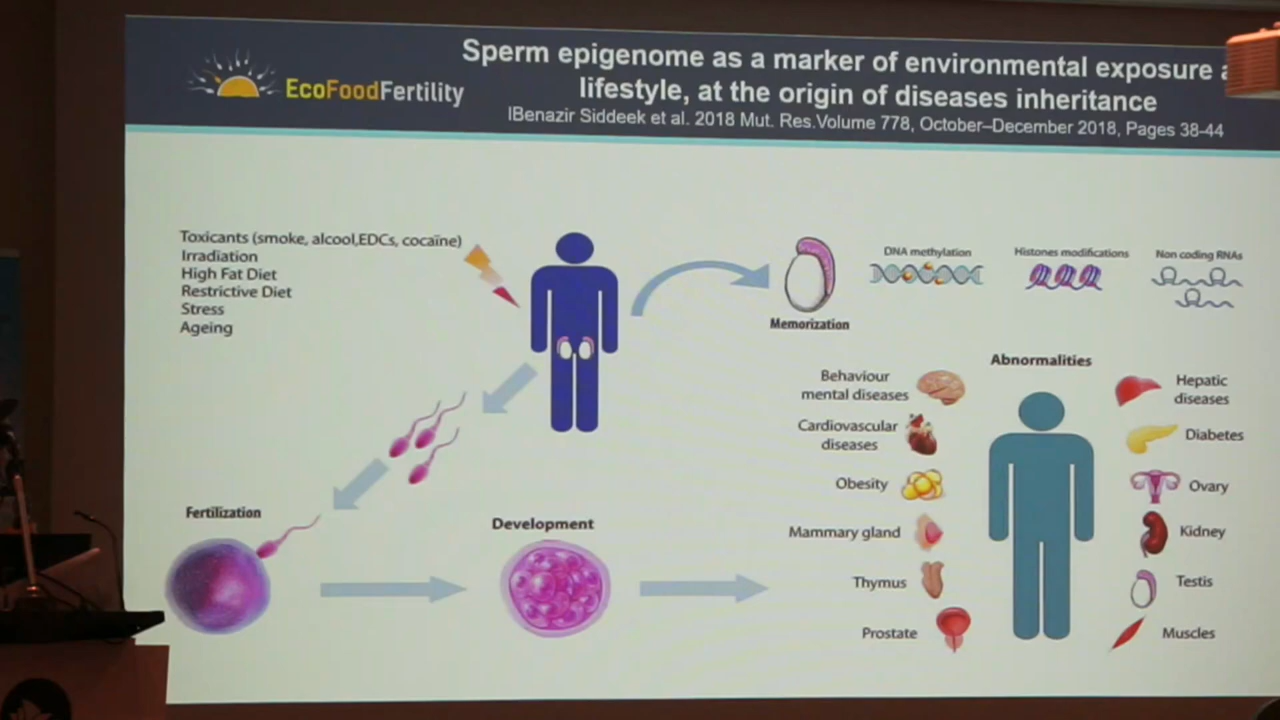 EcoFoodFertility
Sperm epigenome as a marker of environmental exposure
lifestyle, at the origin of diseases inheritance
lBenazir Siddeek et al. 2018 Mut. Res.Volume 778, October–December 2018, Pages 38-44
Toxicants (smoke, alcool,EDCs, cocaïne)
Irradiation
High Fat Diet
Restrictive Diet
Stress
Ageing
Memorization
DNA methylation
Histones modifications
Non coding RNAs
Fertilization
Development
Abnormalities
Behaviour
mental diseases
Cardiovascular
diseases
Obesity
Mammary gland
Thymus
Prostate
Hepatic
diseases
Diabetes
Ovary
Kidney
Testis
Muscles